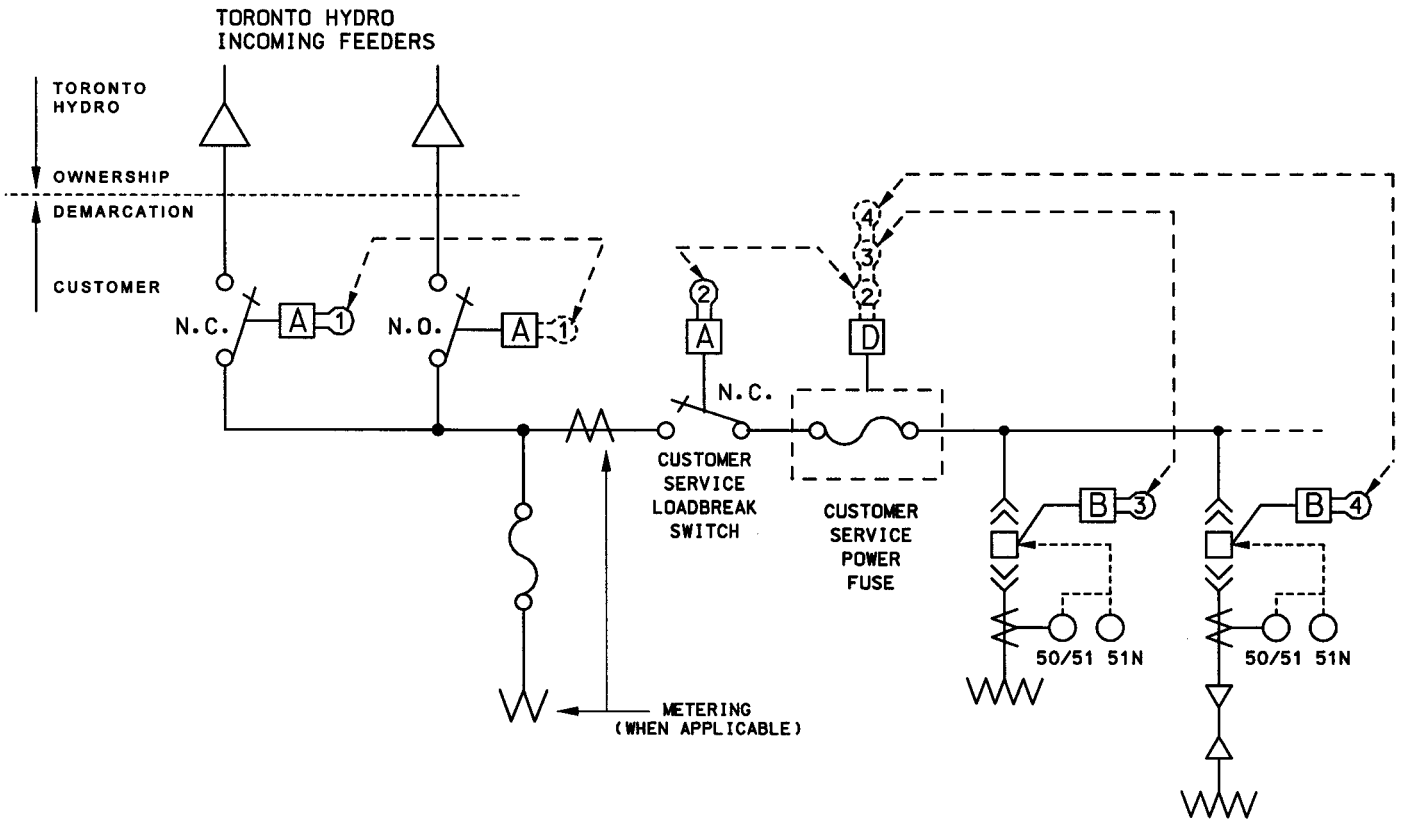 TORONTO HYDRO
INCOMING FEEDERS
TORONTO
HYDRO
OWNERSHIP
DEMARCATION
CUSTOMER
N.C.
A
1
N.O.
A
1
2
A
N.C.
4
3
2
D
CUSTOMER
SERVICE
LOADBREAK
SWITCH
CUSTOMER
SERVICE
POWER
FUSE
B
3
B
4
50/51 51N
50/51 51N
METERING
(WHEN APPLICABLE)